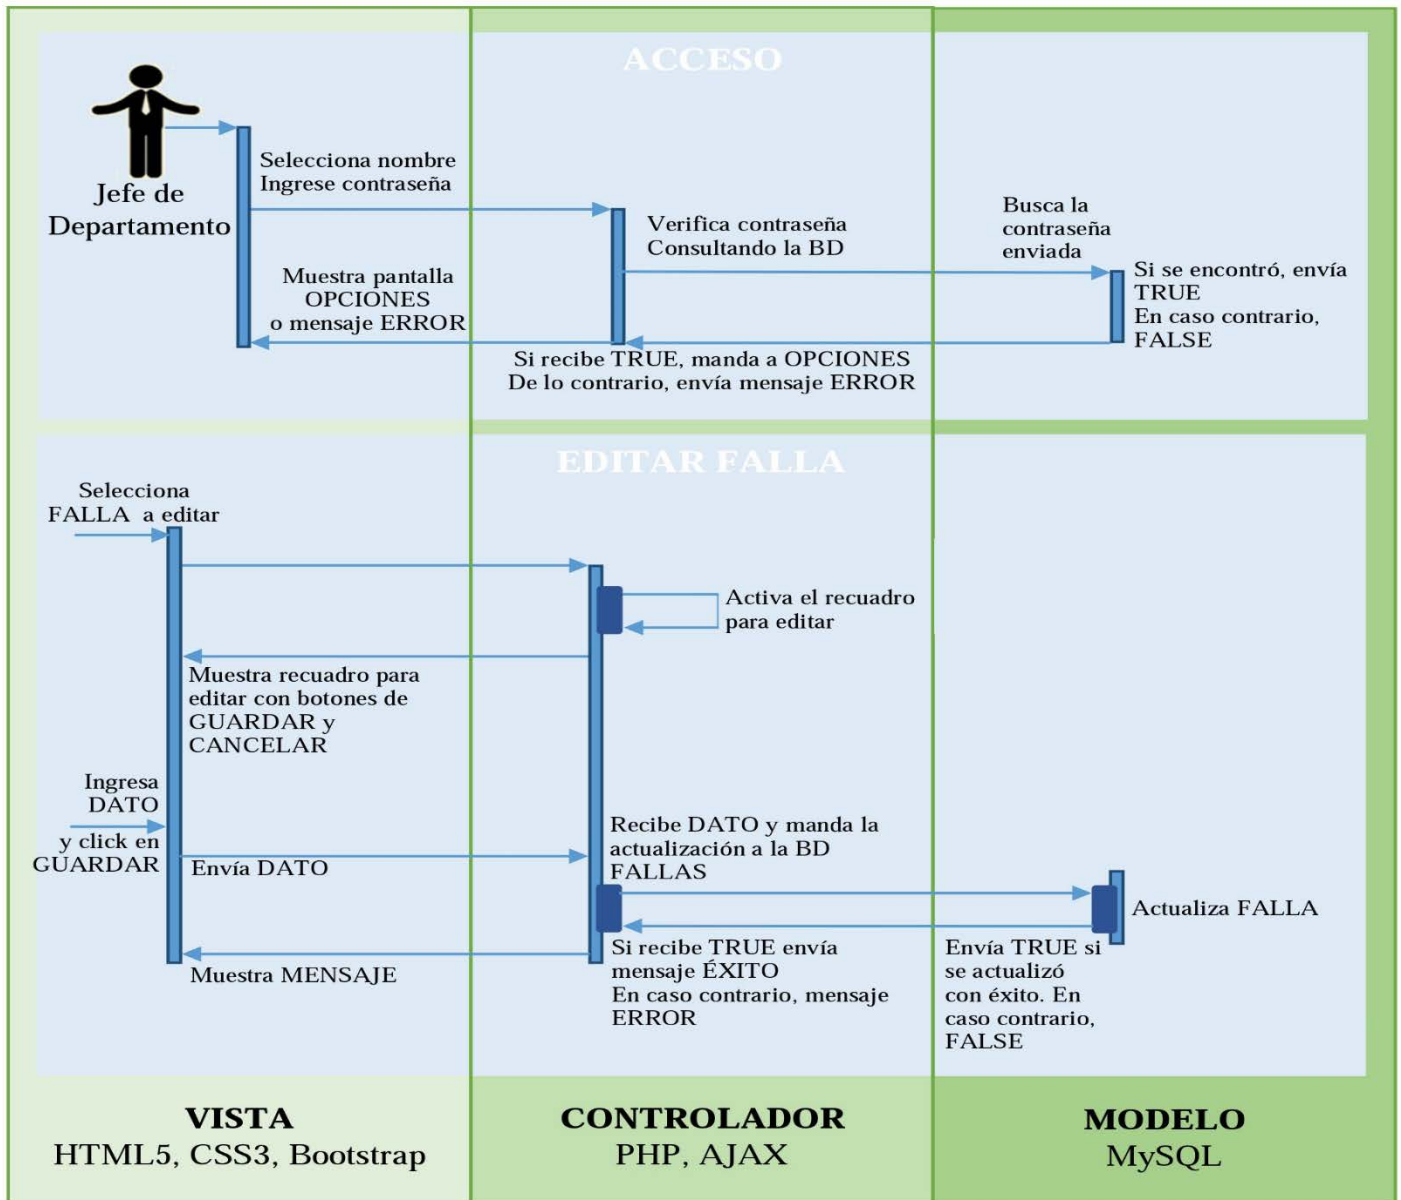 ACCESO
Jefe de
Departamento
Selecciona nombre
Ingrese contraseña
Verifica contraseña
Consultando la BD
Busca la
contraseña
enviada
Si se encontró, envía
TRUE
En caso contrario,
FALSE
Muestra pantalla
OPCIONES
o mensaje ERROR
Si recibe TRUE, manda a OPCIONES
De lo contrario, envía mensaje ERROR
EDITAR FALLA
Selecciona
FALLA a editar
Activa el recuadro
para editar
Muestra recuadro para
editar con botones de
GUARDAR y
CANCELAR
Ingresa
DATO
y click en
GUARDAR
Envía DATO
Recibe DATO y manda la
actualización a la BD
FALLAS
Actualiza FALLA
Envía TRUE si
se actualizó
con éxito. En
caso contrario,
FALSE
Si recibe TRUE envía
mensaje ÉXITO
En caso contrario, mensaje
ERROR
Muestra MENSAJE
VISTA
HTML5, CSS3, Bootstrap
CONTROLADOR
PHP, AJAX
MODELO
MySQL